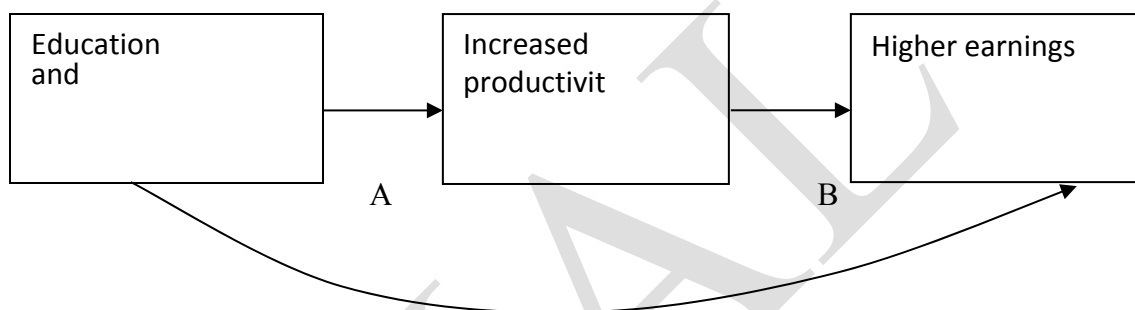 Education
and
Increased
productivit
Higher earnings
A
B